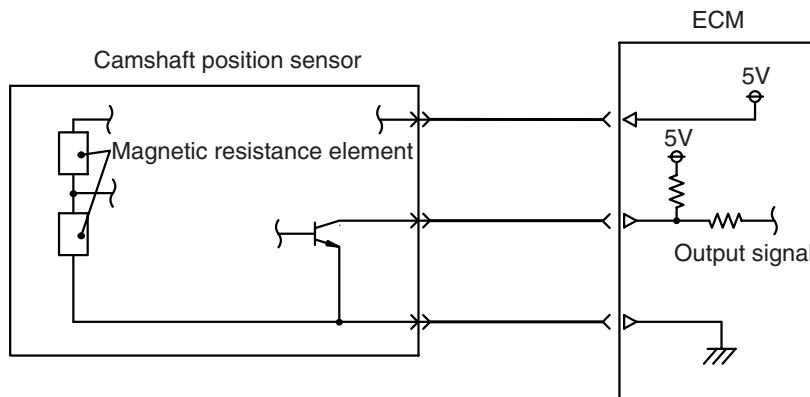 ECM
Camshaft position sensor
5V
5V
Magnetic resistance element
Output signal